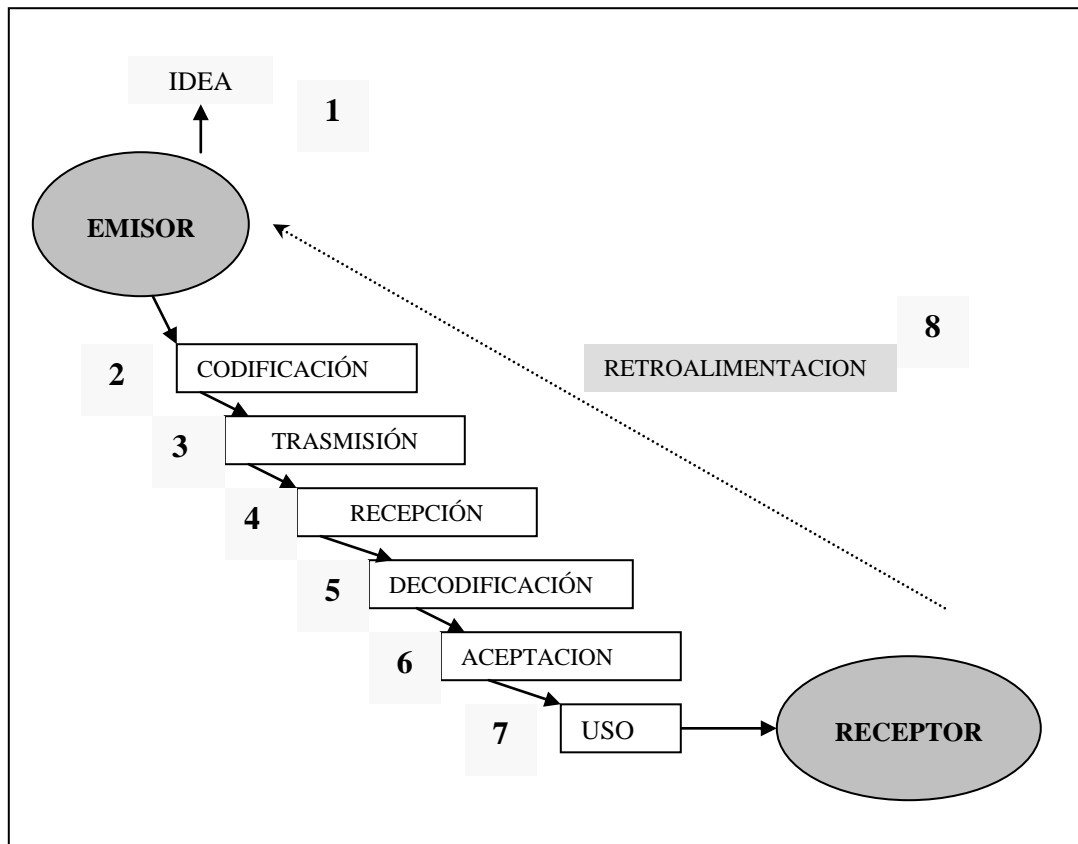 IDEA
1
EMISOR
8
RETROALIMENTACION
2
CODIFICACIÓN
3
TRASMISIÓN
4
RECEPCIÓN
5
DECODIFICACIÓN
6
ACEPTACION
7
USO
RECEPTOR